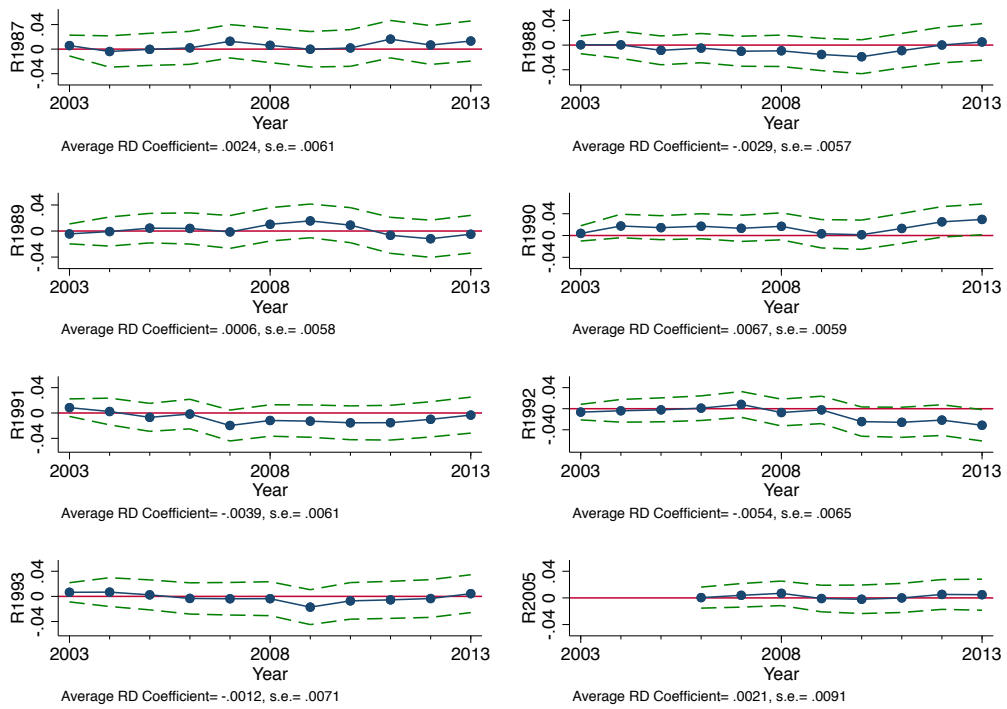 R1987
-.04 0 .04
2003 2008 2013
Year
Average RD Coefficient= .0024, s.e.= .0061
R1988
-.04 0 .04
2003 2008 2013
Year
Average RD Coefficient= -.0029, s.e.= .0057
R1989
-.04 0 .04
2003 2008 2013
Year
Average RD Coefficient= .0006, s.e.= .0058
R1990
-.04 0 .04
2003 2008 2013
Year
Average RD Coefficient= .0067, s.e.= .0059
R1991
-.04 0 .04
2003 2008 2013
Year
Average RD Coefficient= -.0039, s.e.= .0061
R1992
-.04 0 .04
2003 2008 2013
Year
Average RD Coefficient= -.0054, s.e.= .0065
R1993
-.04 0 .04
2003 2008 2013
Year
Average RD Coefficient= -.0012, s.e.= .0071
R2005
-.04 0 .04
2003 2008 2013
Year
Average RD Coefficient= .0021, s.e.= .0091